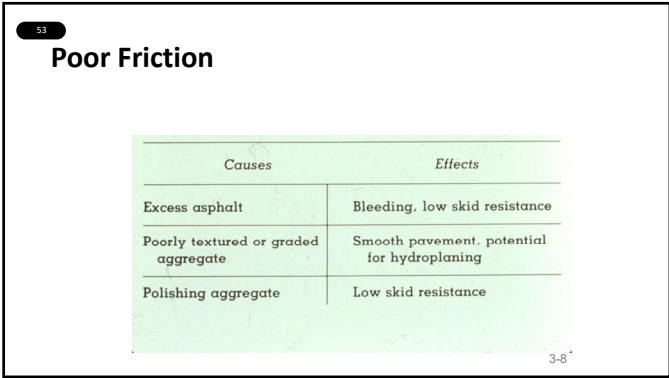 53
Poor Friction
Causes Effects
Excess asphalt Bleeding, low skid resistance
Poorly textured or graded Smooth pavement, potential
aggregate for hydroplaning
Polishing aggregate Low skid resistance
3-8